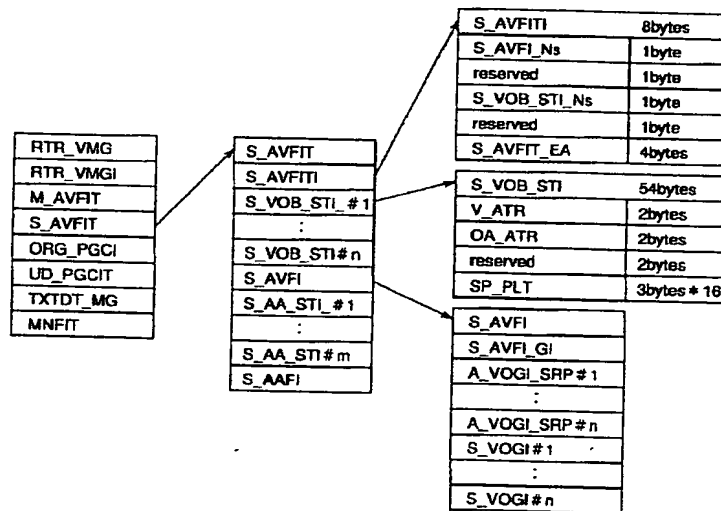 RTR_VMG
RTR_VMGI
M_AVFIT
S_AVFIT
ORG_PGCI
UD_PGCIT
TXTDT_MG
MNFIT
S_AVFIT
S_AVFITI
S_VOB_STI_#1
:
S_VOB_STI#n
S_AVFI
S_AA_STI_#1
:
S_AA_STI#m
S_AAFI
S_AVFITI 8bytes
S_AVFI_Ns 1byte
reserved 1byte
S_VOB_STI_Ns 1byte
reserved 1byte
S_AVFIT_EA 4bytes
S_VOB_STI 54bytes
V_ATR 2bytes
OA_ATR 2bytes
reserved 2bytes
SP_PLT 3bytes*16
S_AVFI
S_AVFI_GI
A_VOGI_SRP#1
:
A_VOGI_SRP#n
S_VOGI#1
:
S_VOGI#n